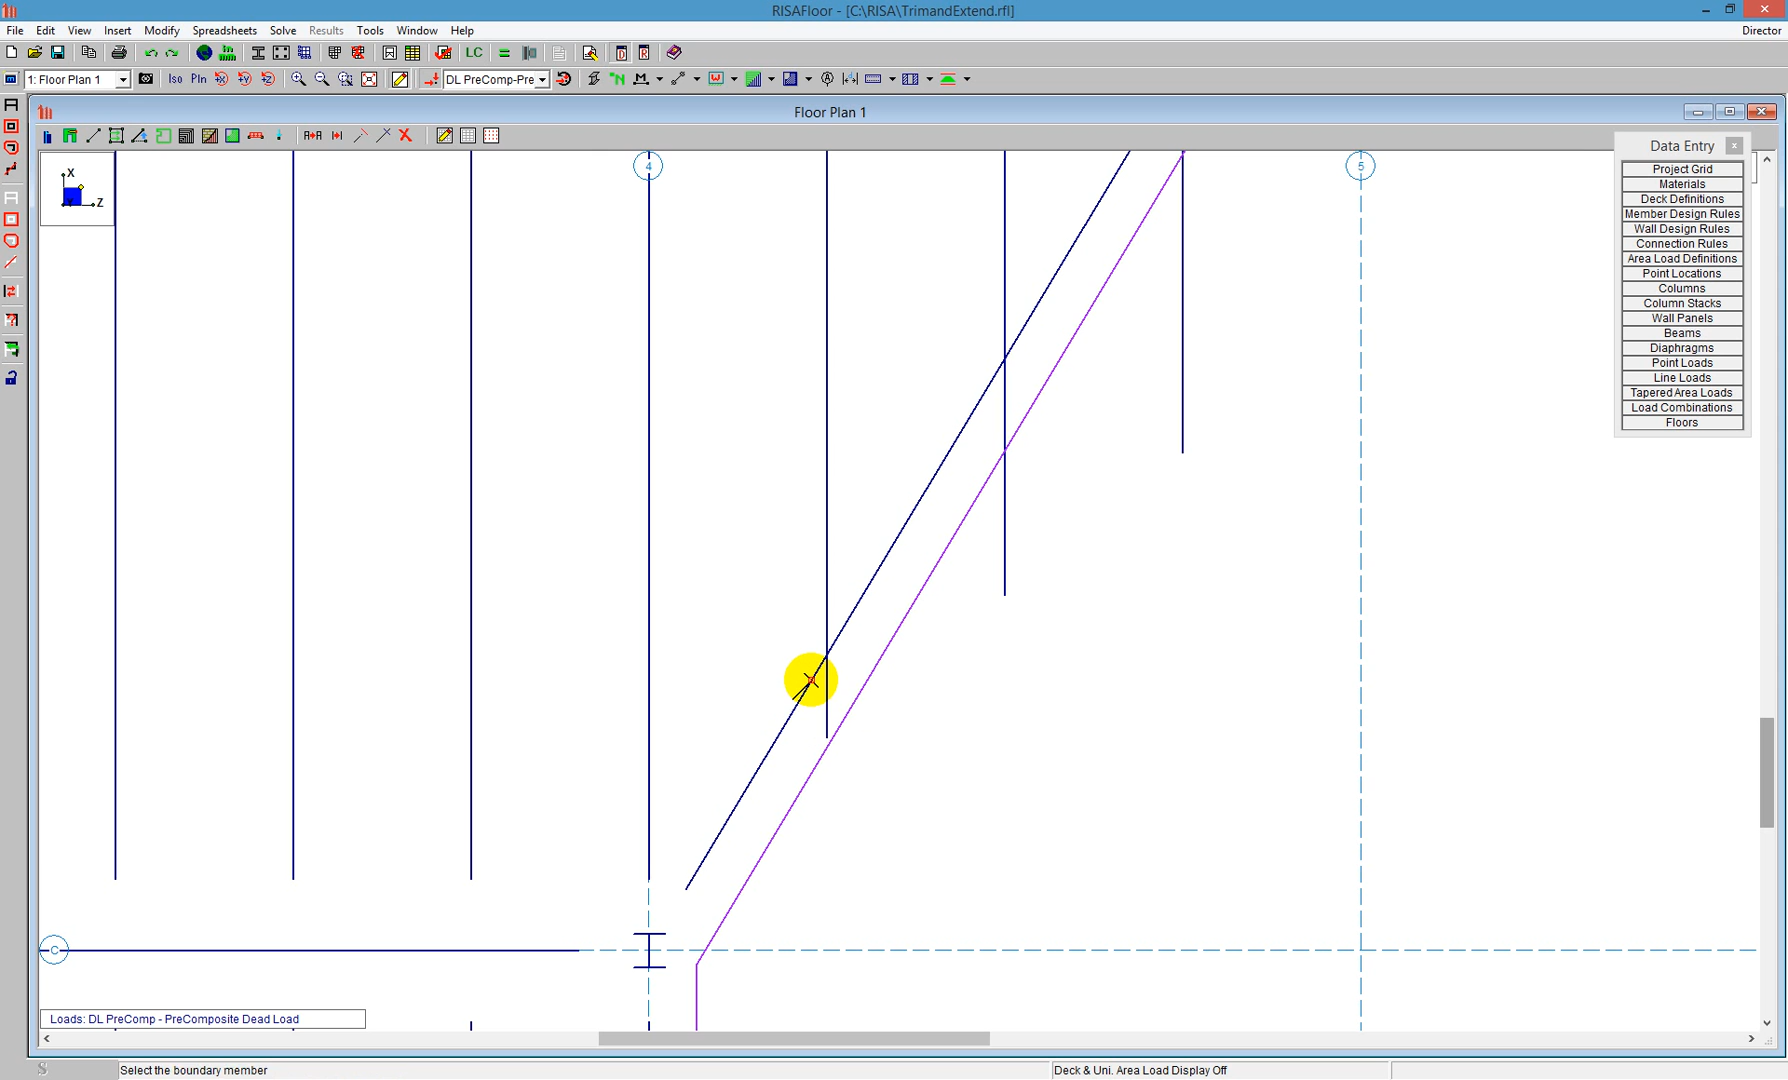 RISAFloor - [C:\RISA\TrimandExtend.rfl]
File Edit View Insert Modify Spreadsheets Solve Results Tools Window Help Director
LC D R
1: Floor Plan 1 Iso Pln X Y Z DL PreComp-Pre
Floor Plan 1
Data Entry
Project Grid
Materials
Deck Definitions
Member Design Rules
Wall Design Rules
Connection Rules
Area Load Definitions
Point Locations
Columns
Column Stacks
Wall Panels
Beams
Diaphragms
Point Loads
Line Loads
Tapered Area Loads
Load Combinations
Floors
X
Y
Z
4
5
C
Loads: DL PreComp - PreComposite Dead Load
S Select the boundary member Deck & Uni. Area Load Display Off